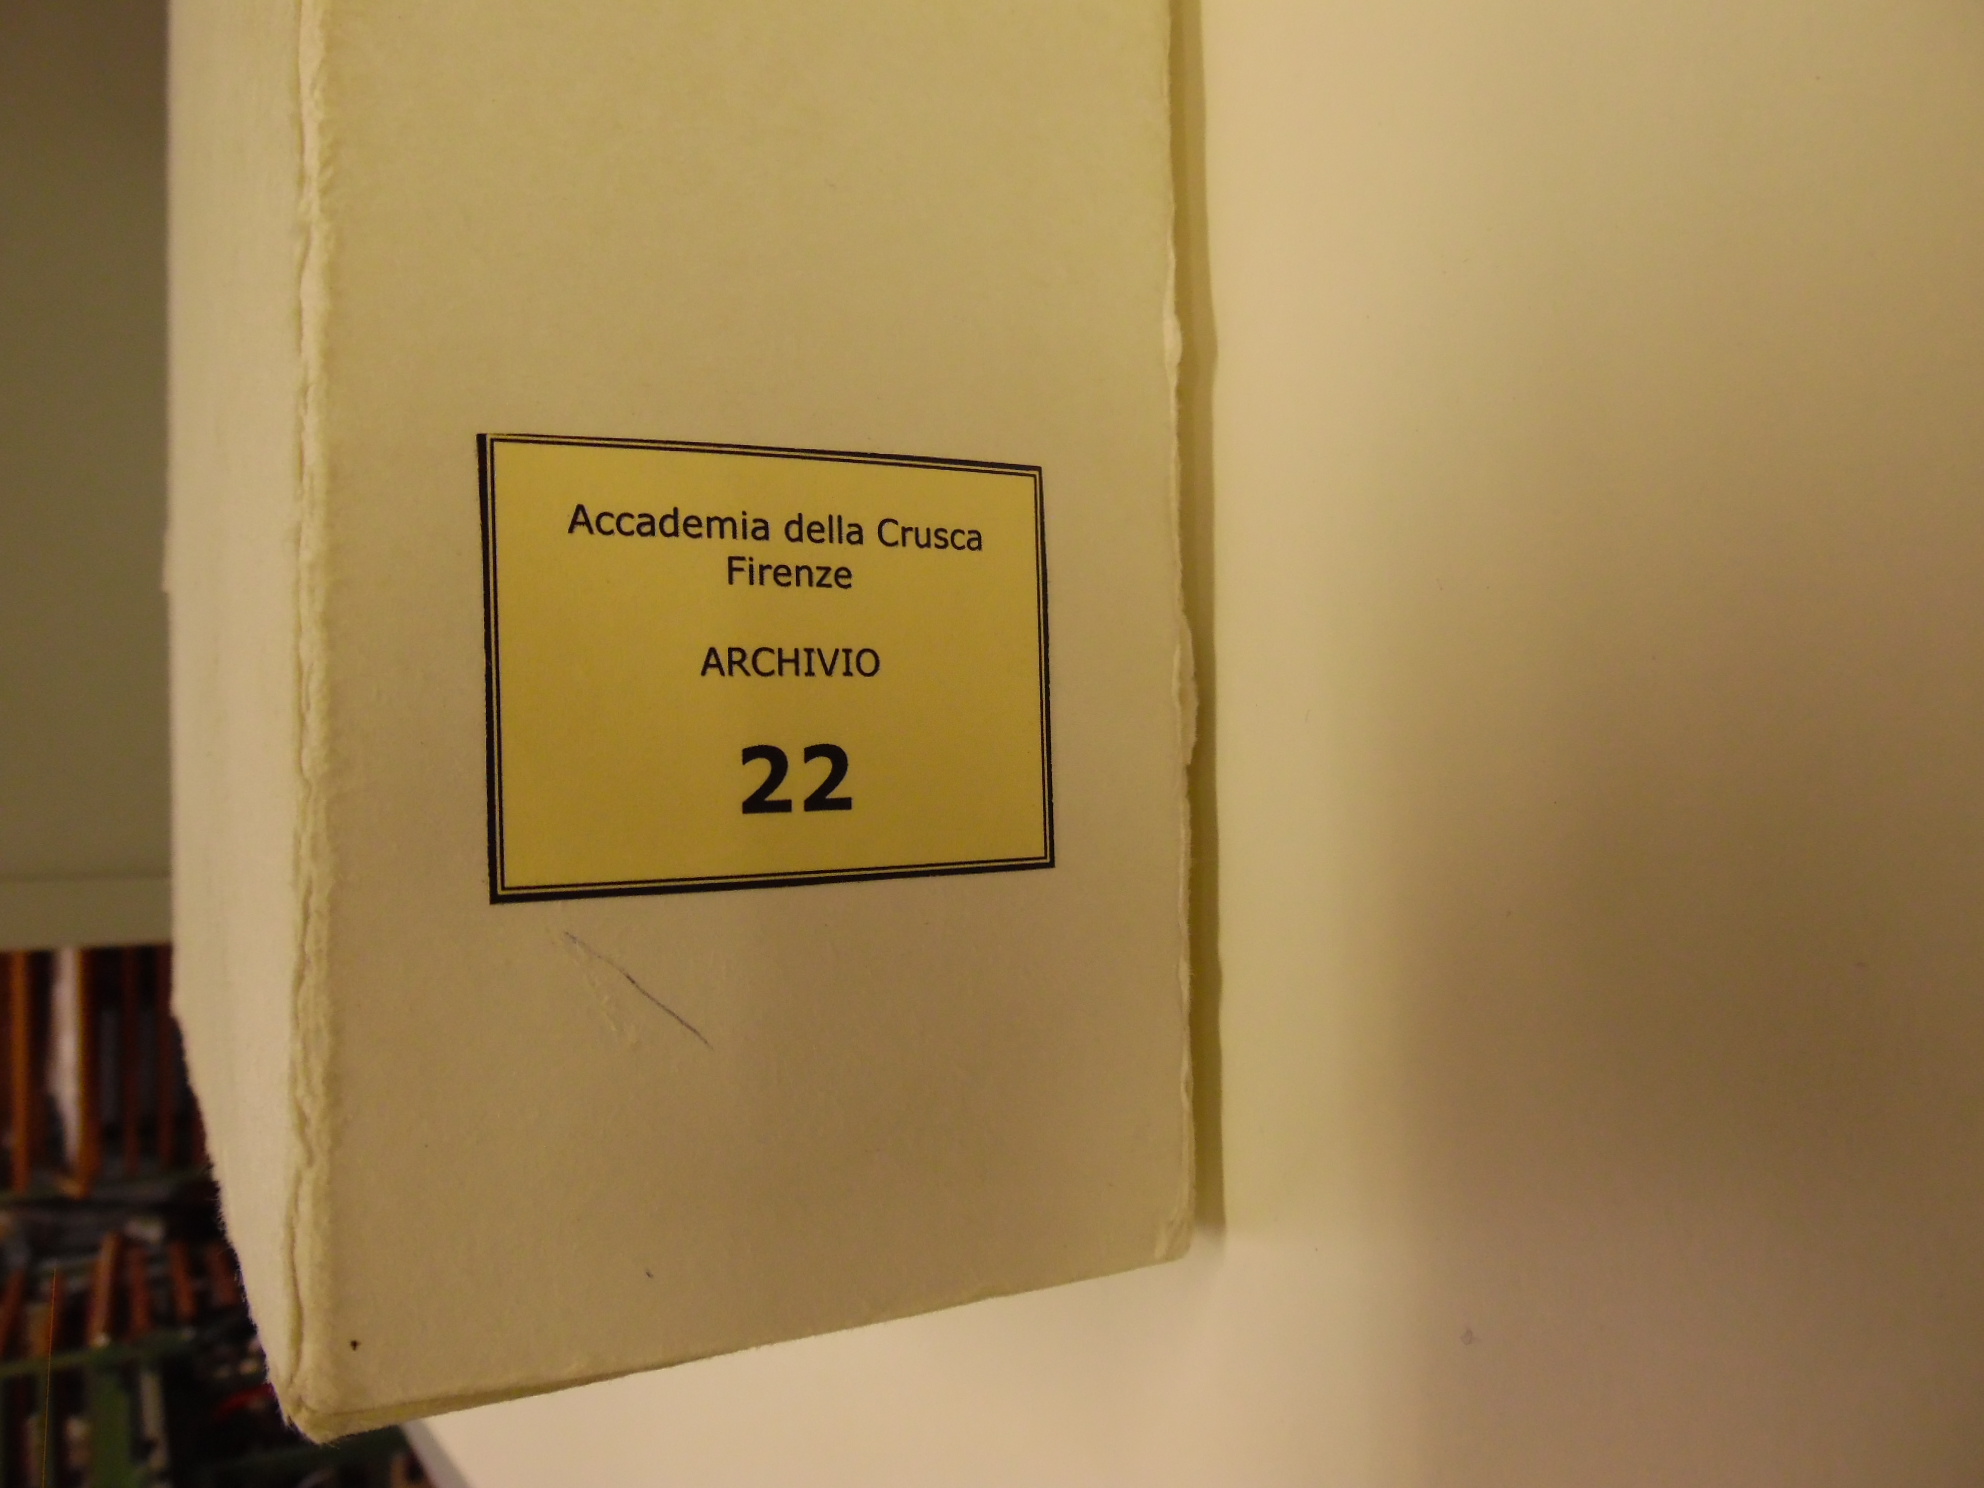 Accademia della Crusca
Firenze
ARCHIVIO
22